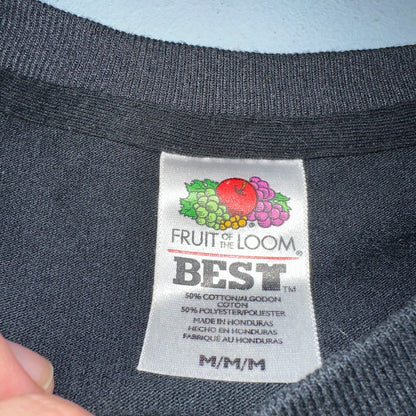 FRUIT OF THE LOOM®
BEST™
50% COTTON/ALGODON
COTON
50% POLYESTER/POLIESTER
MADE IN HONDURAS
HECHO EN HONDURAS
FABRIQUÉ AU HONDURAS
M/M/M